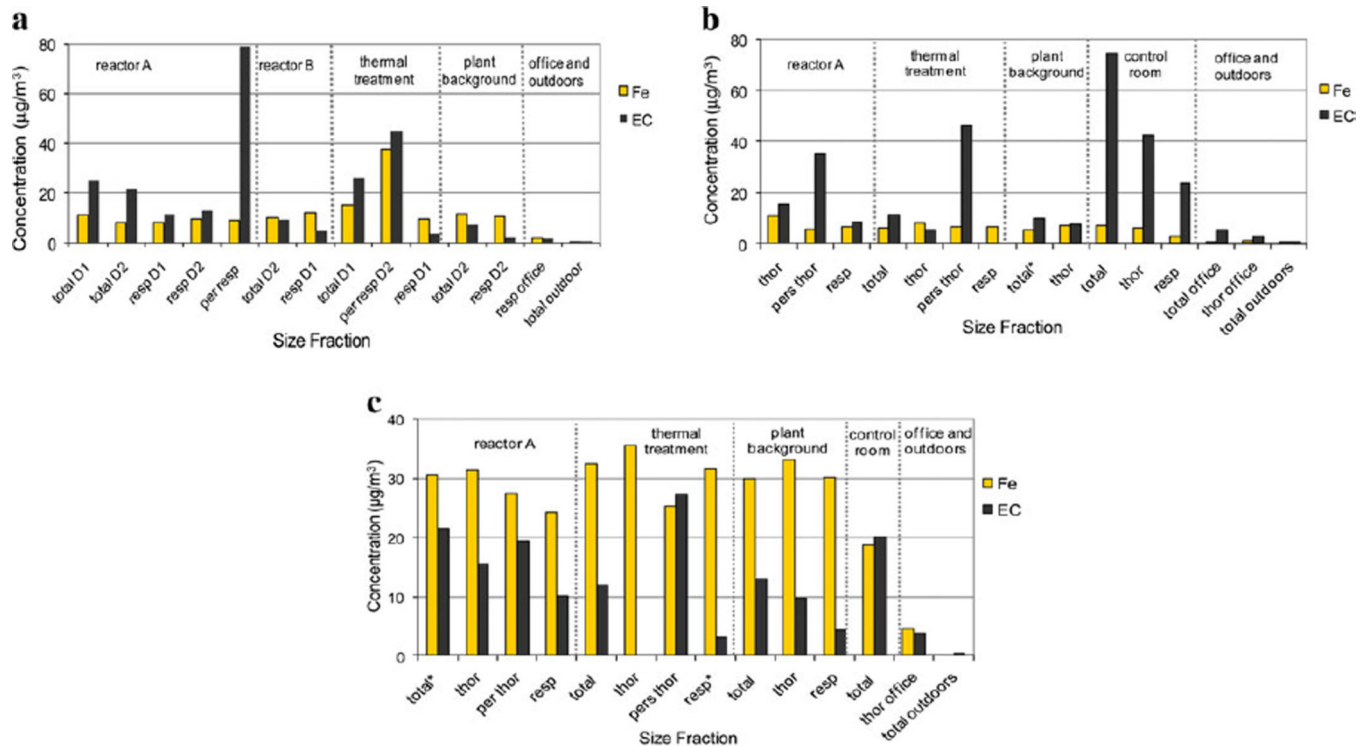 a
80
60
40
20
0
Concentration (µg/m³)
reactor A
reactor B
thermal
treatment
plant
background
office and
outdoors
Fe
EC
total D1
total D2
resp D1
resp D2
per resp
total D2
resp D1
total D1
per resp D2
resp D1
total D2
resp D2
resp office
total outdoor
Size Fraction
b
80
60
40
20
0
Concentration (µg/m³)
reactor A
thermal
treatment
plant
background
control
room
office and
outdoors
Fe
EC
thor
pers thor
resp
total
thor
pers thor
resp
total*
thor
total
thor
resp
total office
thor office
total outdoors
Size Fraction
c
40
30
20
10
0
Concentration (µg/m³)
reactor A
thermal
treatment
plant
background
control
room
office and
outdoors
Fe
EC
total*
thor
per thor
resp
total
thor
pers thor
resp*
total
thor
resp
total
thor office
total outdoors
Size Fraction